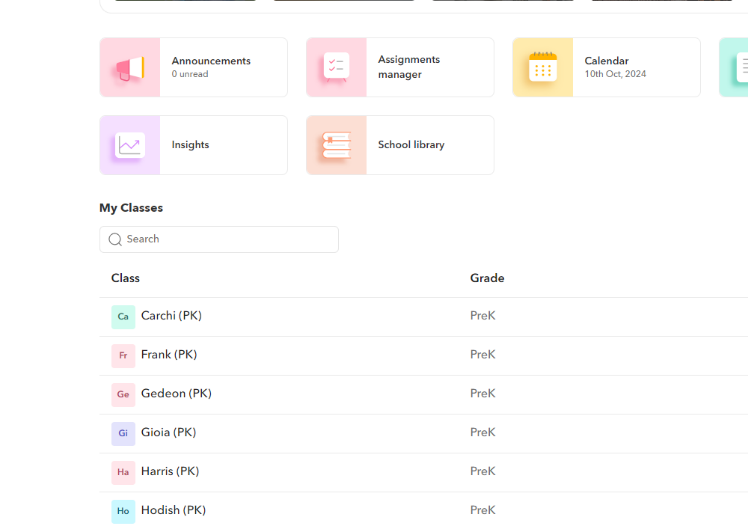 Announcements
0 unread
Assignments
manager
Calendar
10th Oct, 2024
Insights
School library
My Classes
Search
Class Grade
Ca Carchi (PK) PreK
Fr Frank (PK) PreK
Ge Gedeon (PK) PreK
Gi Gioia (PK) PreK
Ha Harris (PK) PreK
Ho Hodish (PK) PreK